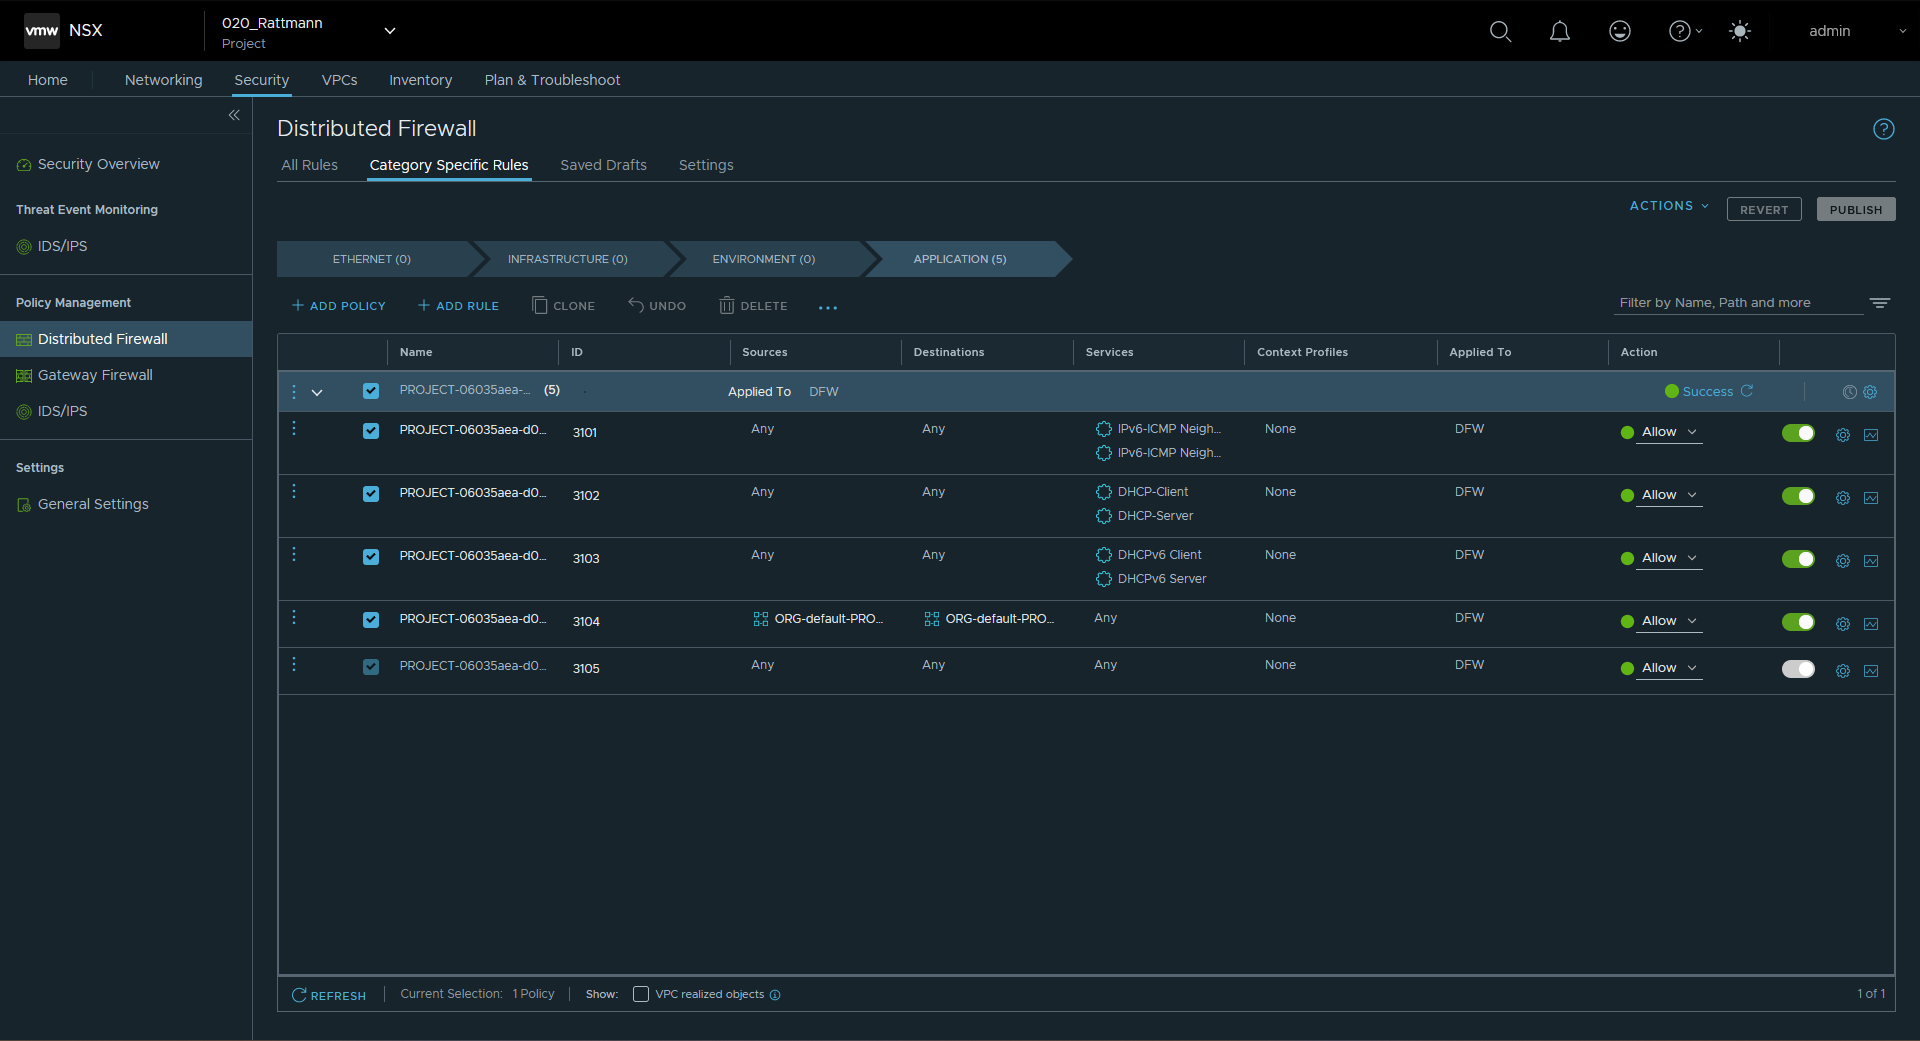 vmw NSX
020_Rattmann
Project
admin
Home Networking Security VPCs Inventory Plan & Troubleshoot
Security Overview
Threat Event Monitoring
IDS/IPS
Policy Management
Distributed Firewall
Gateway Firewall
IDS/IPS
Settings
General Settings
Distributed Firewall
All Rules Category Specific Rules Saved Drafts Settings
ACTIONS REVERT PUBLISH
ETHERNET (0) INFRASTRUCTURE (0) ENVIRONMENT (0) APPLICATION (5)
+ ADD POLICY + ADD RULE CLONE UNDO DELETE ...
Filter by Name, Path and more
Name ID Sources Destinations Services Context Profiles Applied To Action
PROJECT-06035aea-... (5) Applied To DFW Success
PROJECT-06035aea-d0... 3101 Any Any IPv6-ICMP Neigh... None DFW Allow
IPv6-ICMP Neigh...
PROJECT-06035aea-d0... 3102 Any Any DHCP-Client None DFW Allow
DHCP-Server
PROJECT-06035aea-d0... 3103 Any Any DHCPv6 Client None DFW Allow
DHCPv6 Server
PROJECT-06035aea-d0... 3104 ORG-default-PRO... ORG-default-PRO... Any None DFW Allow
PROJECT-06035aea-d0... 3105 Any Any Any None DFW Allow
REFRESH Current Selection: 1 Policy Show: VPC realized objects 1 of 1